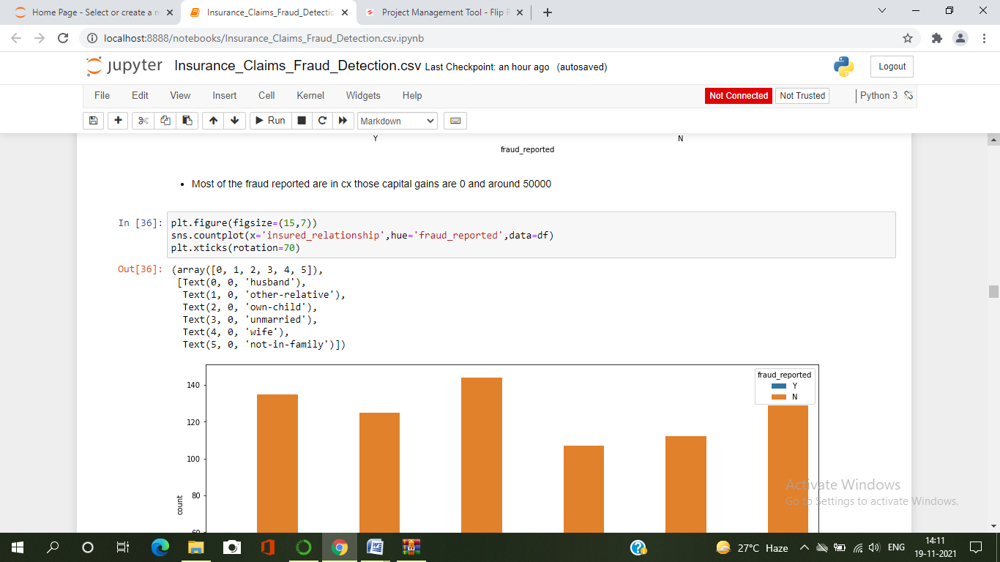 Home Page - Select or create a n
Insurance_Claims_Fraud_Detectio
Project Management Tool - Flip R
localhost:8888/notebooks/Insurance_Claims_Fraud_Detection.csv.ipynb
jupyter Insurance_Claims_Fraud_Detection.csv Last Checkpoint: an hour ago (autosaved)
Logout
File Edit View Insert Cell Kernel Widgets Help
Not Connected Not Trusted Python 3
Run Markdown
Y N
fraud_reported
• Most of the fraud reported are in cx those capital gains are 0 and around 50000
In [36]: plt.figure(figsize=(15,7))
sns.countplot(x='insured_relationship',hue='fraud_reported',data=df)
plt.xticks(rotation=70)
Out[36]: (array([0, 1, 2, 3, 4, 5]),
[Text(0, 0, 'husband'),
Text(1, 0, 'other-relative'),
Text(2, 0, 'own-child'),
Text(3, 0, 'unmarried'),
Text(4, 0, 'wife'),
Text(5, 0, 'not-in-family')])
fraud_reported
Y
N
140
120
100
80
60
count
Activate Windows
Go to Settings to activate Windows.
27°C Haze
ENG
14:11
19-11-2021